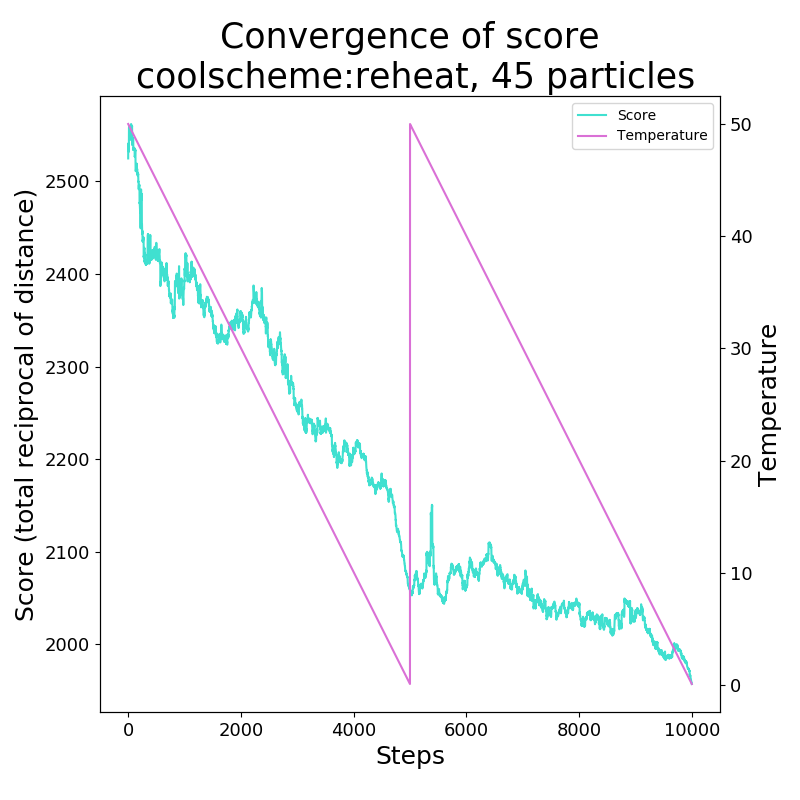 Convergence of score
coolscheme:reheat, 45 particles
Score
Temperature
Score (total reciprocal of distance)
2500
2400
2300
2200
2100
2000
50
40
30
20
10
0
Temperature
0 2000 4000 6000 8000 10000
Steps